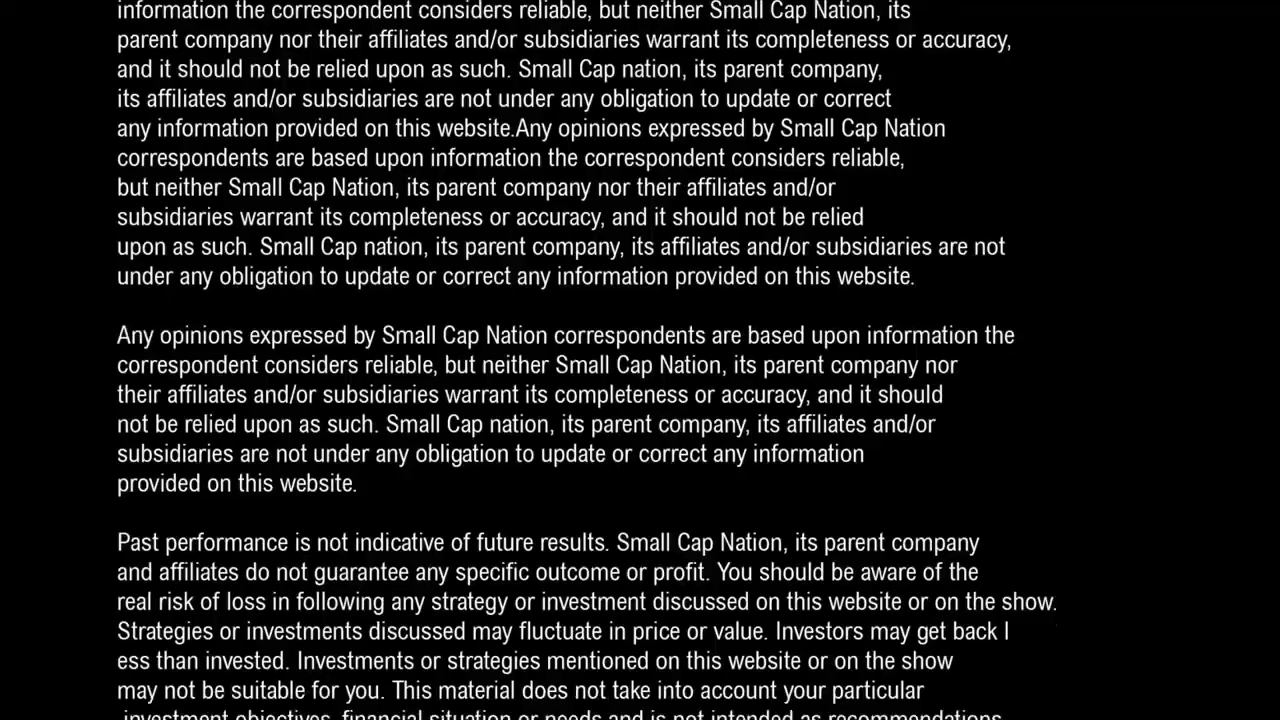 information the correspondent considers reliable, but neither Small Cap Nation, its
parent company nor their affiliates and/or subsidiaries warrant its completeness or accuracy,
and it should not be relied upon as such. Small Cap nation, its parent company,
its affiliates and/or subsidiaries are not under any obligation to update or correct
any information provided on this website.Any opinions expressed by Small Cap Nation
correspondents are based upon information the correspondent considers reliable,
but neither Small Cap Nation, its parent company nor their affiliates and/or
subsidiaries warrant its completeness or accuracy, and it should not be relied
upon as such. Small Cap nation, its parent company, its affiliates and/or subsidiaries are not
under any obligation to update or correct any information provided on this website.
Any opinions expressed by Small Cap Nation correspondents are based upon information the
correspondent considers reliable, but neither Small Cap Nation, its parent company nor
their affiliates and/or subsidiaries warrant its completeness or accuracy, and it should
not be relied upon as such. Small Cap nation, its parent company, its affiliates and/or
subsidiaries are not under any obligation to update or correct any information
provided on this website.
Past performance is not indicative of future results. Small Cap Nation, its parent company
and affiliates do not guarantee any specific outcome or profit. You should be aware of the
real risk of loss in following any strategy or investment discussed on this website or on the show.
Strategies or investments discussed may fluctuate in price or value. Investors may get back l
ess than invested. Investments or strategies mentioned on this website or on the show
may not be suitable for you. This material does not take into account your particular
investment objectives, financial situation or needs and is not intended as recommendations